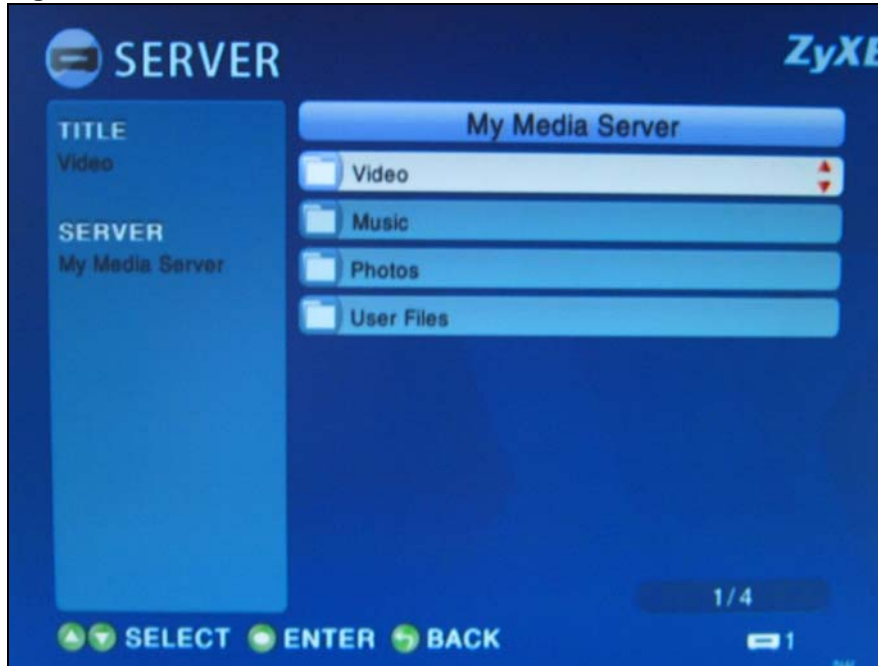 SERVER
ZyXE
TITLE
Video
SERVER
My Media Server
My Media Server
Video
Music
Photos
User Files
1/4
SELECT ENTER BACK
1